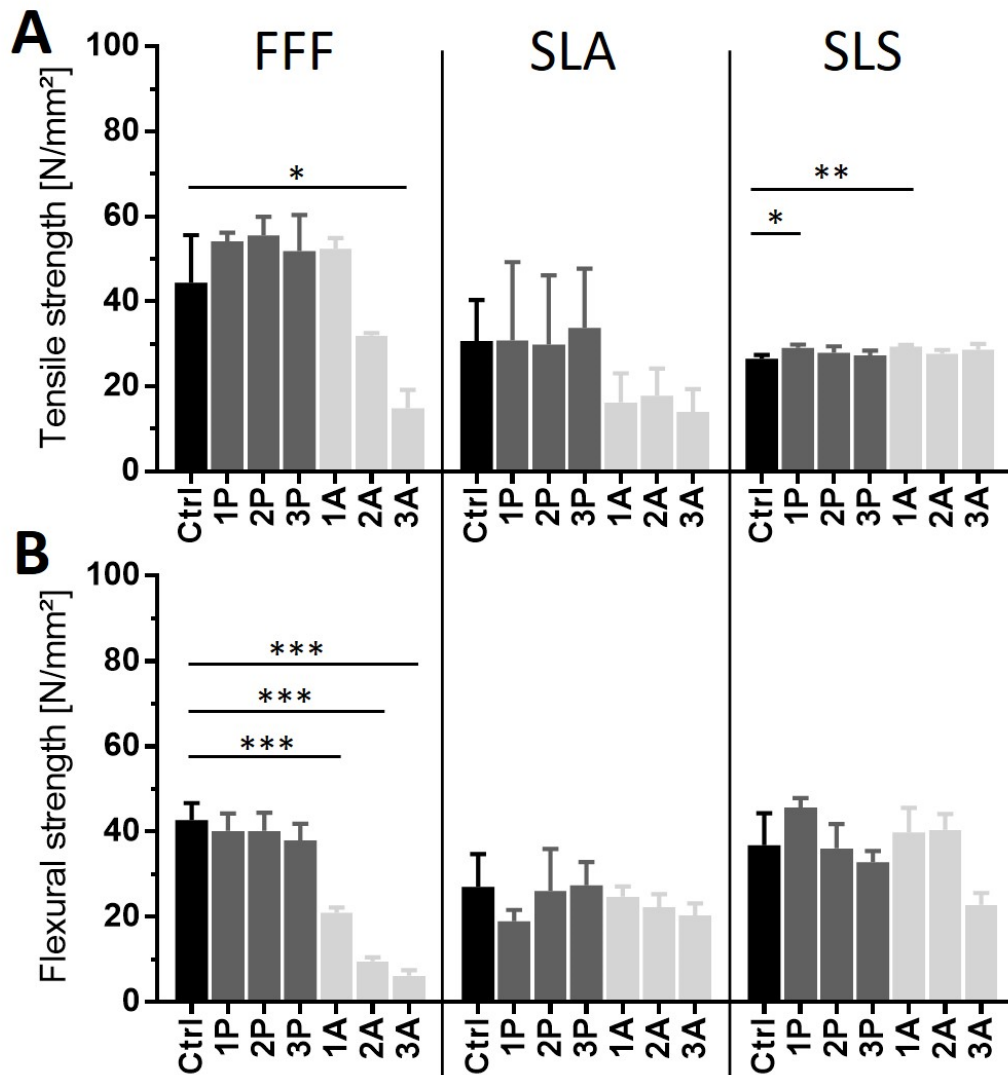 A
FFF SLA SLS
Tensile strength [N/mm²]
100
80
60
40
20
0
*
**
*
Ctrl 1P 2P 3P 1A 2A 3A Ctrl 1P 2P 3P 1A 2A 3A Ctrl 1P 2P 3P 1A 2A 3A
B
Flexural strength [N/mm²]
100
80
60
40
20
0
***
***
***
Ctrl 1P 2P 3P 1A 2A 3A Ctrl 1P 2P 3P 1A 2A 3A Ctrl 1P 2P 3P 1A 2A 3A